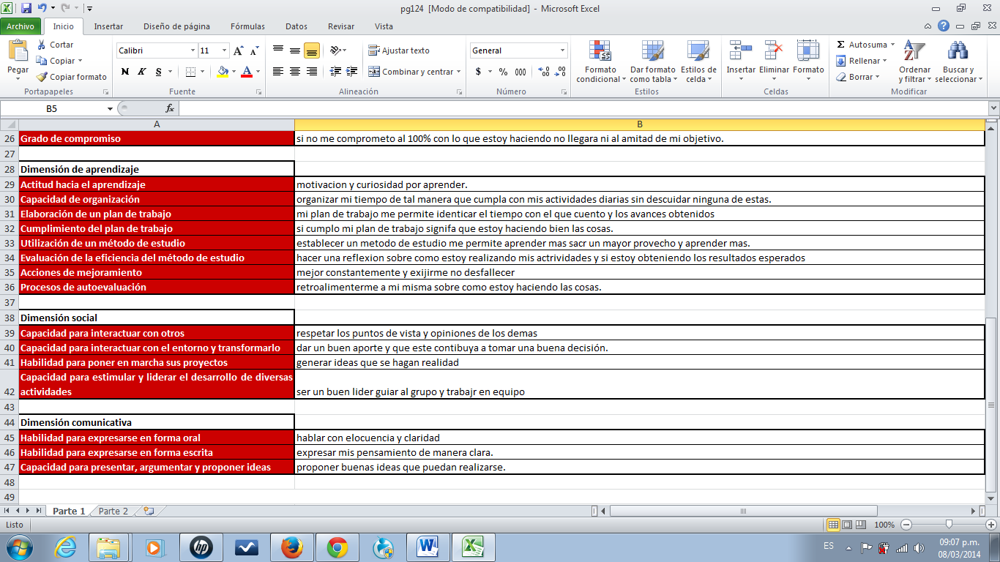 pg124 [Modo de compatibilidad] - Microsoft Excel
Archivo Inicio Insertar Diseño de página Fórmulas Datos Revisar Vista
Pegar
Cortar
Copiar
Copiar formato
Portapapeles
Calibri 11
N K S
Fuente
Ajustar texto
Combinar y centrar
Alineación
General
$ % 000
Número
Formato condicional
Dar formato como tabla
Estilos de celda
Estilos
Insertar Eliminar Formato
Celdas
Autosuma
Rellenar
Borrar
Ordenar y filtrar
Buscar y seleccionar
Modificar
B5 fx
A B
26 Grado de compromiso si no me comprometo al 100% con lo que estoy haciendo no llegara ni al amitad de mi objetivo.
27
28 Dimensión de aprendizaje
29 Actitud hacia el aprendizaje motivacion y curiosidad por aprender.
30 Capacidad de organización organizar mi tiempo de tal manera que cumpla con mis actividades diarias sin descuidar ninguna de estas.
31 Elaboración de un plan de trabajo mi plan de trabajo me permite identicar el tiempo con el que cuento y los avances obtenidos
32 Cumplimiento del plan de trabajo si cumplo mi plan de trabajo signifa que estoy haciendo bien las cosas.
33 Utilización de un método de estudio establecer un metodo de estudio me permite aprender mas sacr un mayor provecho y aprender mas.
34 Evaluación de la eficiencia del método de estudio hacer una reflexion sobre como estoy realizando mis actrividades y si estoy obteniendo los resultados esperados
35 Acciones de mejoramiento mejor constantemente y exijirme no desfallecer
36 Procesos de autoevaluación retroalimenterme a mi misma sobre como estoy haciendo las cosas.
37
38 Dimensión social
39 Capacidad para interactuar con otros respetar los puntos de vista y opiniones de los demas
40 Capacidad para interactuar con el entorno y transformarlo dar un buen aporte y que este contibuya a tomar una buena decisión.
41 Habilidad para poner en marcha sus proyectos generar ideas que se hagan realidad
Capacidad para estimular y liderar el desarrollo de diversas
42 actividades ser un buen lider guiar al grupo y trabajr en equipo
43
44 Dimensión comunicativa
45 Habilidad para expresarse en forma oral hablar con elocuencia y claridad
46 Habilidad para expresarse en forma escrita expresar mis pensamiento de manera clara.
47 Capacidad para presentar, argumentar y proponer ideas proponer buenas ideas que puedan realizarse.
48
49
Parte 1 Parte 2
Listo 100%
ES 09:07 p.m.
08/03/2014